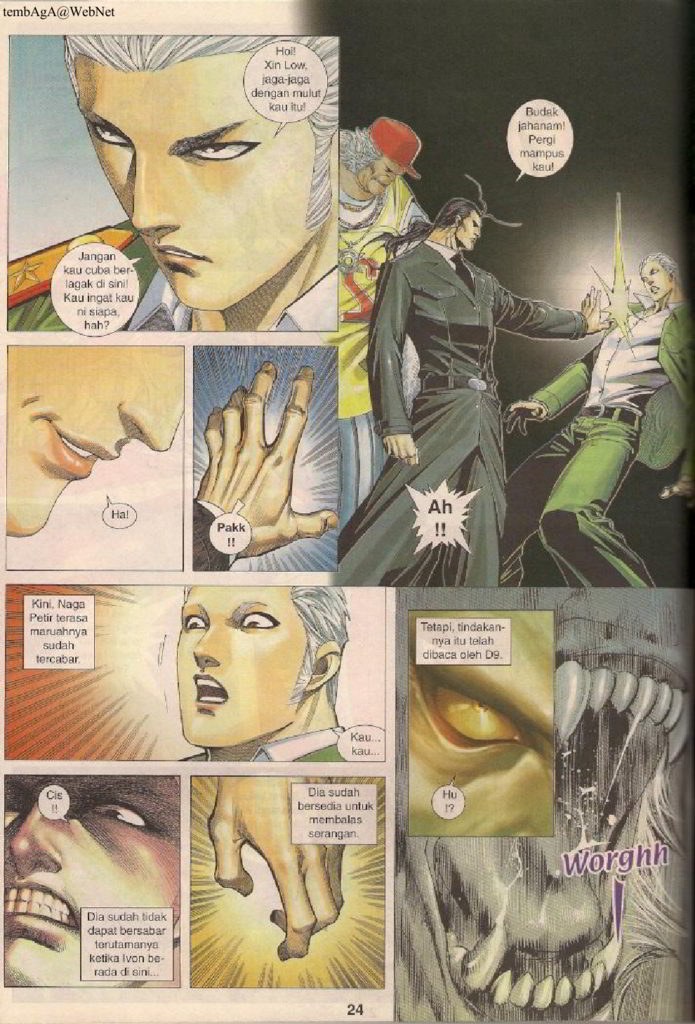 tembAgA@WebNet
Hoi!
Xin Low,
jaga-jaga
dengan mulut
kau itu!
Jangan
kau cuba ber-
lagak di sini!
Kau ingat kau
ni siapa,
hah?
Budak
jahanam!
Pergi
mampus
kau!
Ah
!!
Ha!
Pakk
!!
Kini, Naga
Petir terasa
maruahnya
sudah
tercabar.
Kau...
kau...
Tetapi, tindakan-
nya itu telah
dibaca oleh D9.
Hu
!?
Worghh
Cis
!!
Dia sudah tidak
dapat bersabar
terutamanya
ketika Ivon be-
rada di sini...
Dia sudah
bersedia untuk
membalas
serangan.
24